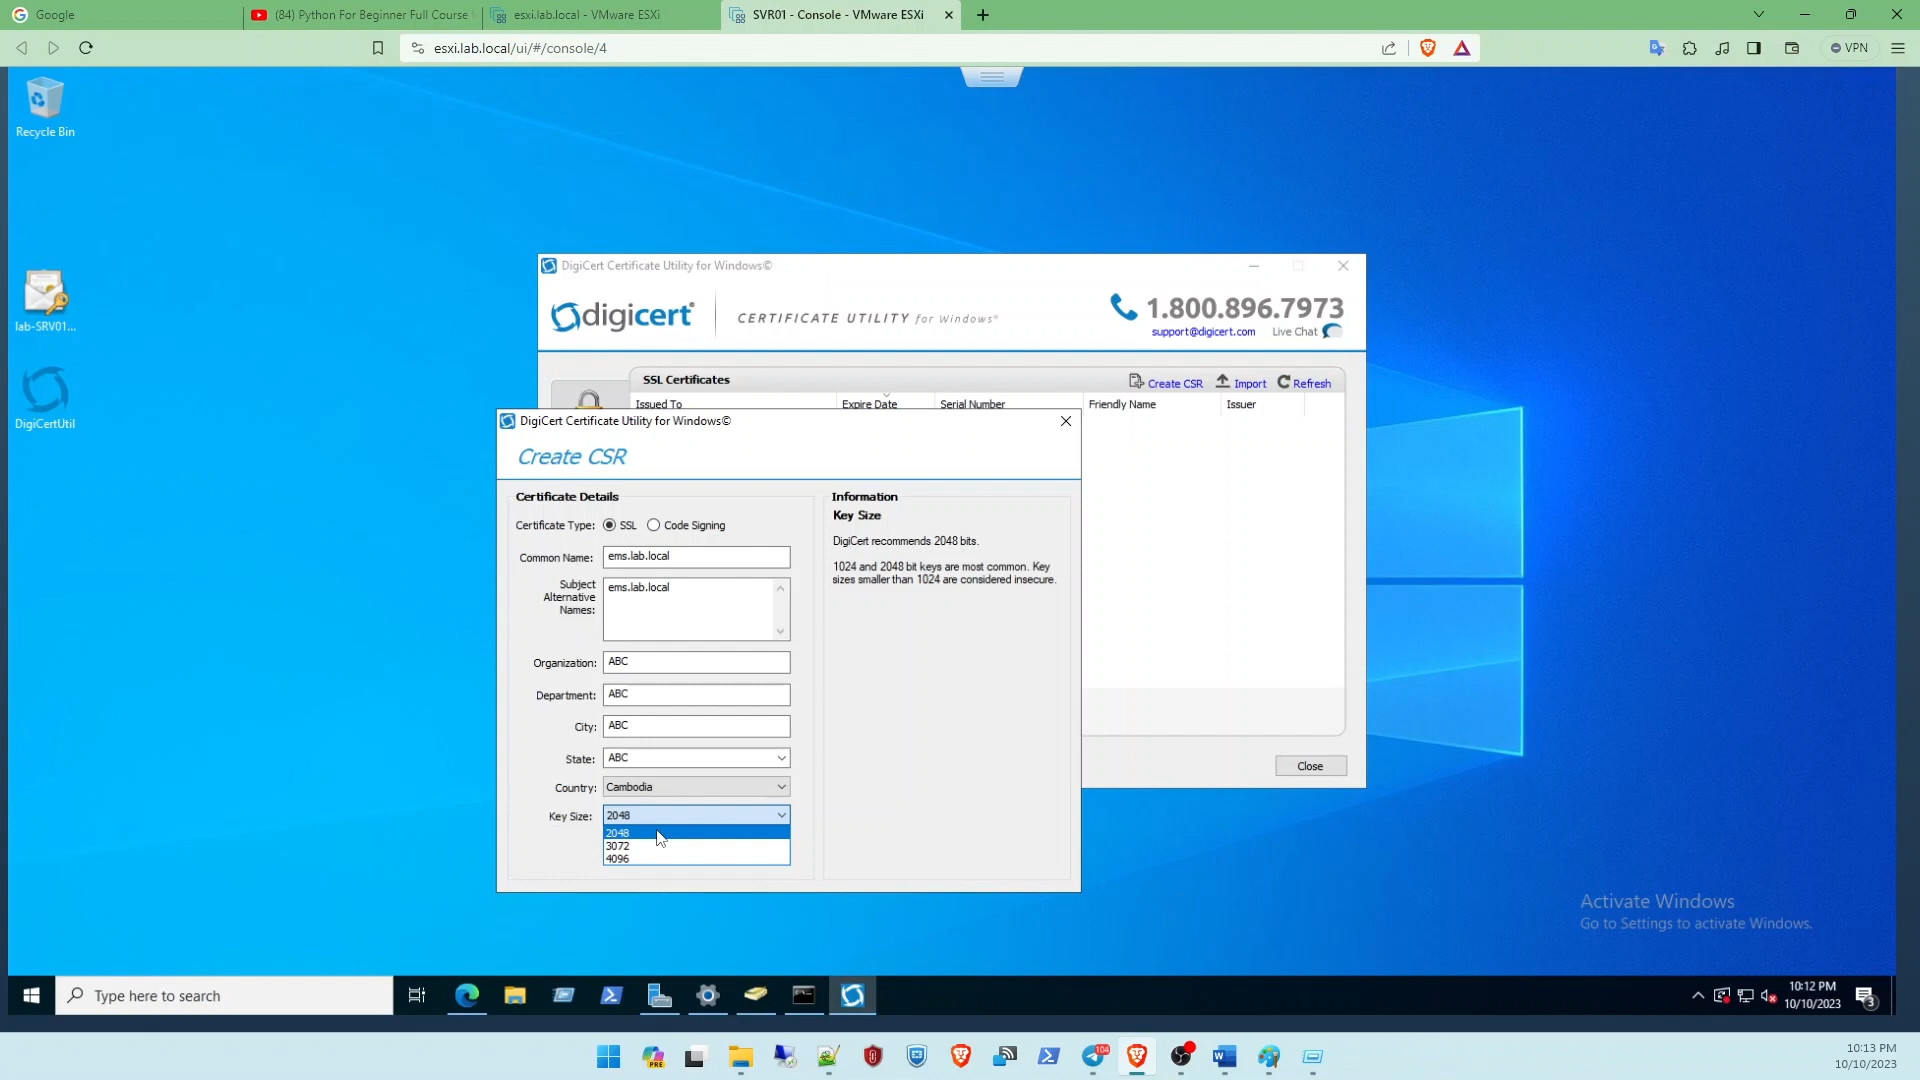 Google
(84) Python For Beginner Full Course
esxi.lab.local - VMware ESXi
SVR01 - Console - VMware ESXi
esxi.lab.local/ui/#/console/4
VPN
Recycle Bin
lab-SRV01...
DigiCertUtil
DigiCert Certificate Utility for Windows©
digicert®
CERTIFICATE UTILITY for Windows®
1.800.896.7973
support@digicert.com
Live Chat
SSL Certificates
Create CSR
Import
Refresh
Issued To
Expire Date
Serial Number
Friendly Name
Issuer
DigiCert Certificate Utility for Windows©
Create CSR
Certificate Details
Certificate Type:
SSL
Code Signing
Common Name:
ems.lab.local
Subject
Alternative
Names:
ems.lab.local
Organization:
ABC
Department:
ABC
City:
ABC
State:
ABC
Country:
Cambodia
Key Size:
2048
2048
3072
4096
Information
Key Size
DigiCert recommends 2048 bits.
1024 and 2048 bit keys are most common. Key
sizes smaller than 1024 are considered insecure.
Close
Activate Windows
Go to Settings to activate Windows.
Type here to search
10:12 PM
10/10/2023
3
PRE
104
10:13 PM
10/10/2023